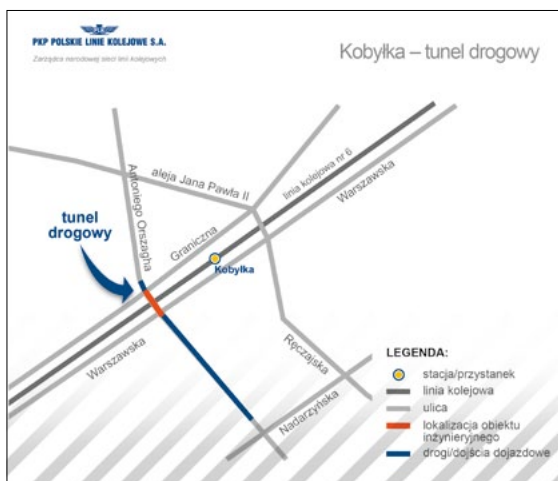 PKP POLSKIE LINIE KOLEJOWE S.A.
Zarządca narodowej sieci linii kolejowych
Kobyłka – tunel drogowy
aleja Jana Pawła II
linia kolejowa nr 6
Warszawska
Antoniego Orszagha
tunel
drogowy
Graniczna
Kobyłka
Warszawska
Ręczajska
Nadarzyńska
LEGENDA:
stacja/przystanek
linia kolejowa
ulica
lokalizacja obiektu
inżynieryjnego
drogi/dojścia dojazdowe